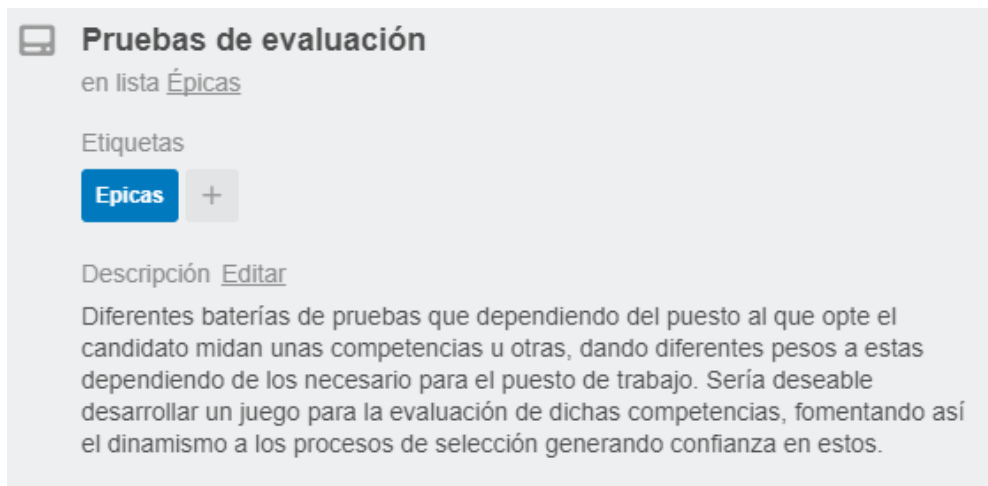 Pruebas de evaluación
en lista Épicas
Etiquetas
Epicas +
Descripción Editar
Diferentes baterías de pruebas que dependiendo del puesto al que opte el
candidato midan unas competencias u otras, dando diferentes pesos a estas
dependiendo de los necesario para el puesto de trabajo. Sería deseable
desarrollar un juego para la evaluación de dichas competencias, fomentando así
el dinamismo a los procesos de selección generando confianza en estos.